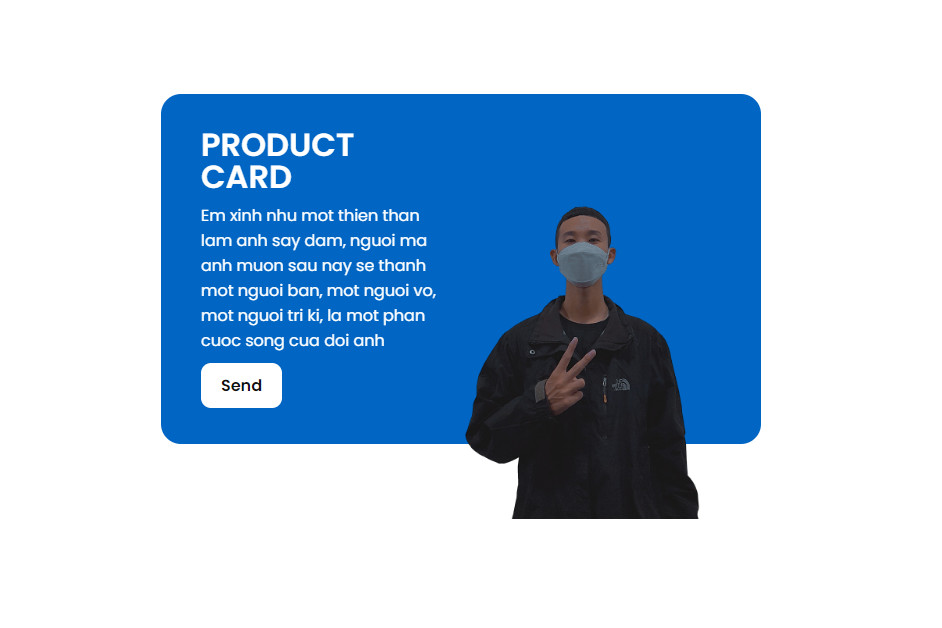 PRODUCT
CARD
Em xinh nhu mot thien than
lam anh say dam, nguoi ma
anh muon sau nay se thanh
mot nguoi ban, mot nguoi vo,
mot nguoi tri ki, la mot phan
cuoc song cua doi anh
Send